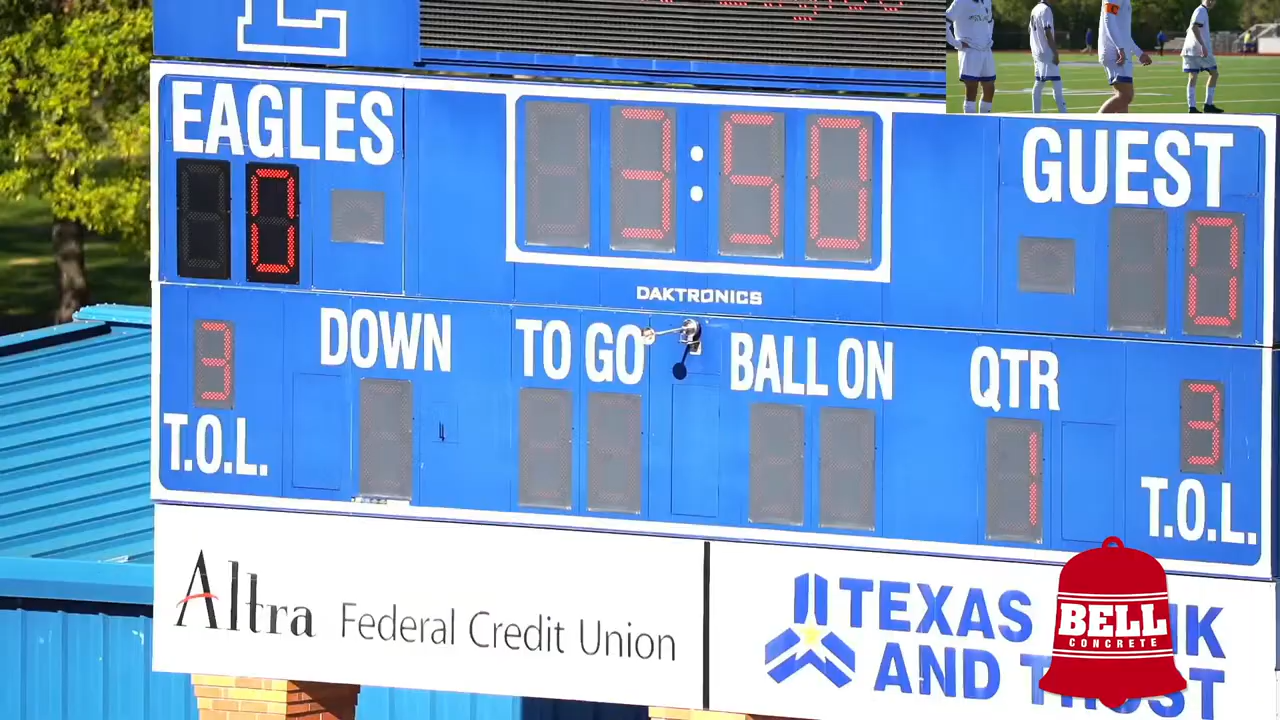 L
EAGLES
0
3:50
GUEST
0
DAKTRONICS
3
T.O.L.
DOWN
TO GO
BALL ON
QTR
1
3
T.O.L.
Altra Federal Credit Union
TEXAS
AND
BELL
CONCRETE